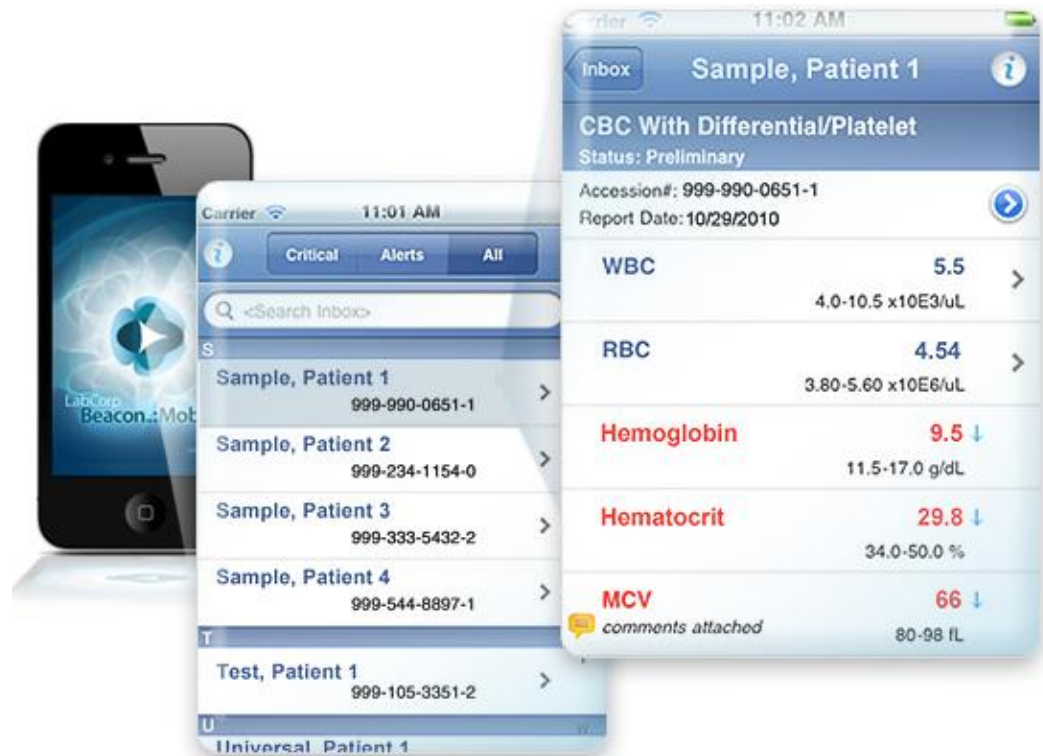 LabCorp
Beacon..:Mob
Carrier 11:01 AM
Critical Alerts All
<Search Inbox>
S
Sample, Patient 1
999-990-0651-1
Sample, Patient 2
999-234-1154-0
Sample, Patient 3
999-333-5432-2
Sample, Patient 4
999-544-8897-1
T
Test, Patient 1
999-105-3351-2
U
Universal, Patient 1
11:02 AM
Inbox Sample, Patient 1
CBC With Differential/Platelet
Status: Preliminary
Accession#: 999-990-0651-1
Report Date: 10/29/2010
WBC 5.5
4.0-10.5 x10E3/uL
RBC 4.54
3.80-5.60 x10E6/uL
Hemoglobin 9.5 ↓
11.5-17.0 g/dL
Hematocrit 29.8 ↓
34.0-50.0 %
MCV 66 ↓
comments attached 80-98 fL